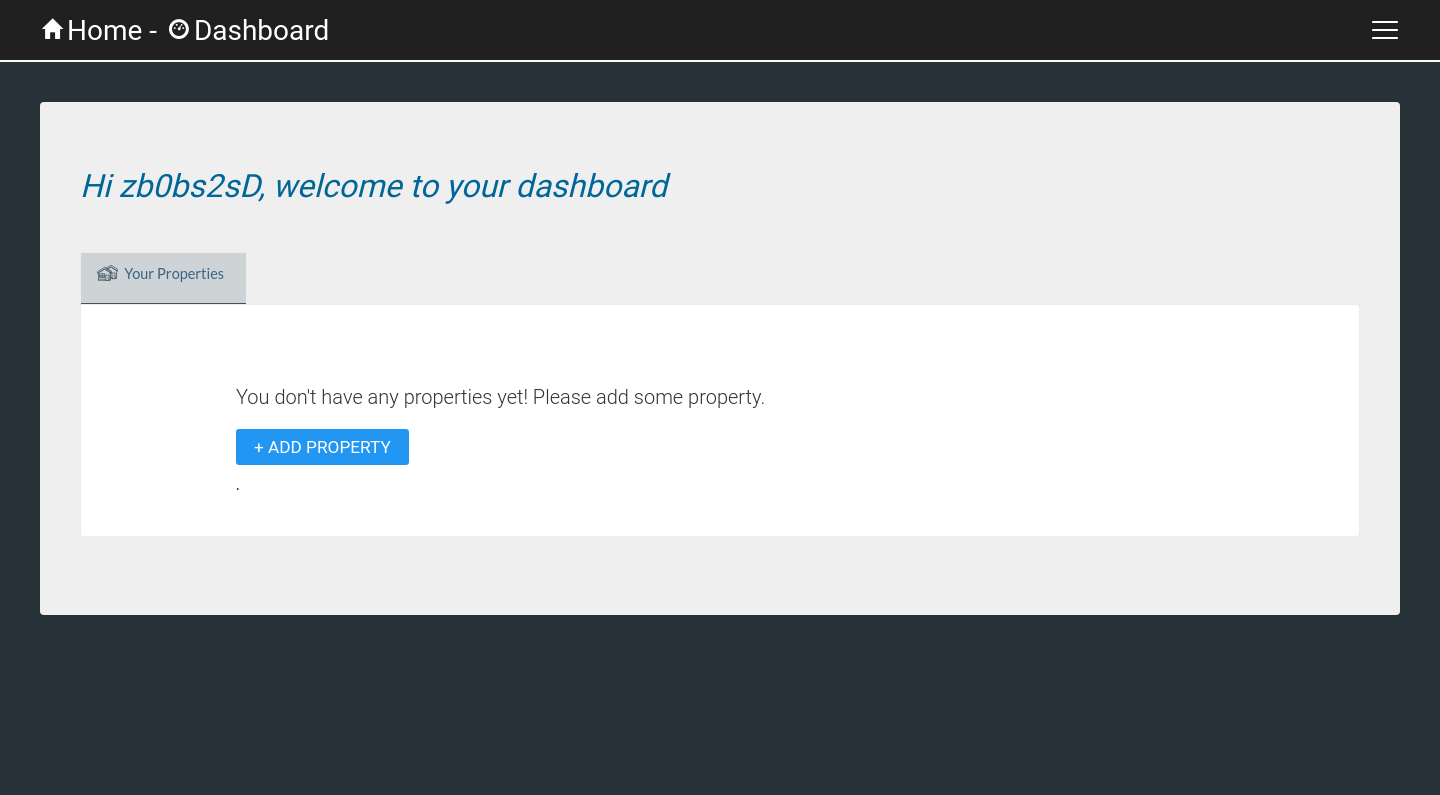 Home - Dashboard
Hi zb0bs2sD, welcome to your dashboard
Your Properties
You don't have any properties yet! Please add some property.
+ ADD PROPERTY
.